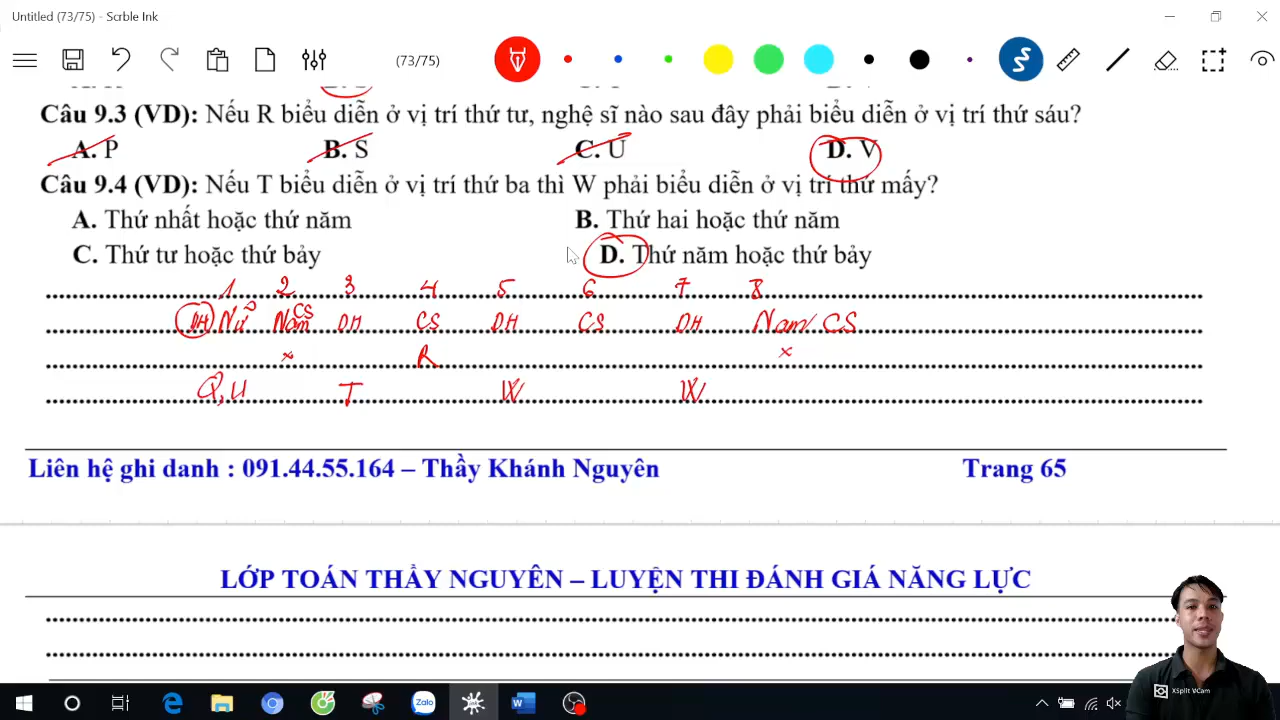 Untitled (73/75) - Scrble Ink
(73/75)
Câu 9.3 (VD): Nếu R biểu diễn ở vị trí thứ tư, nghệ sĩ nào sau đây phải biểu diễn ở vị trí thứ sáu?
A. P B. S C. U D. V
Câu 9.4 (VD): Nếu T biểu diễn ở vị trí thứ ba thì W phải biểu diễn ở vị trí thứ mấy?
A. Thứ nhất hoặc thứ năm B. Thứ hai hoặc thứ năm
C. Thứ tư hoặc thứ bảy D. Thứ năm hoặc thứ bảy
1 2 3 4 5 6 7 8
ĐH Nữ Nam CS ĐH CS ĐH CS ĐH Nam CS
x R x
Q, U T W W
Liên hệ ghi danh : 091.44.55.164 – Thầy Khánh Nguyên Trang 65
LỚP TOÁN THẦY NGUYÊN – LUYỆN THI ĐÁNH GIÁ NĂNG LỰC
XSplit VCam
Zalo